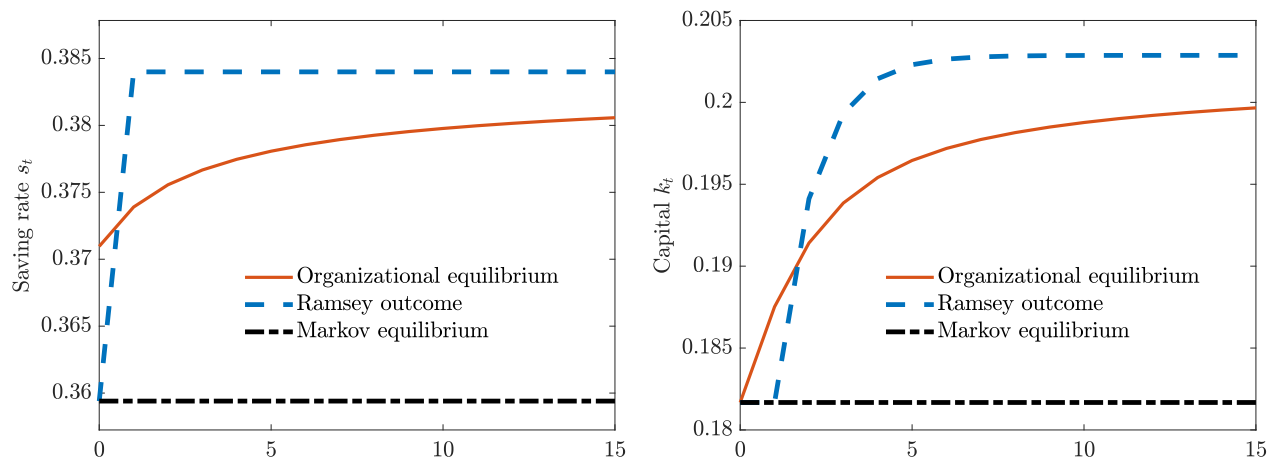 0.385
0.38
0.375
0.37
0.365
0.36
Saving rate s_t
Organizational equilibrium
Ramsey outcome
Markov equilibrium
0
5
10
15
0.205
0.2
0.195
0.19
0.185
0.18
Capital k_t
Organizational equilibrium
Ramsey outcome
Markov equilibrium
0
5
10
15